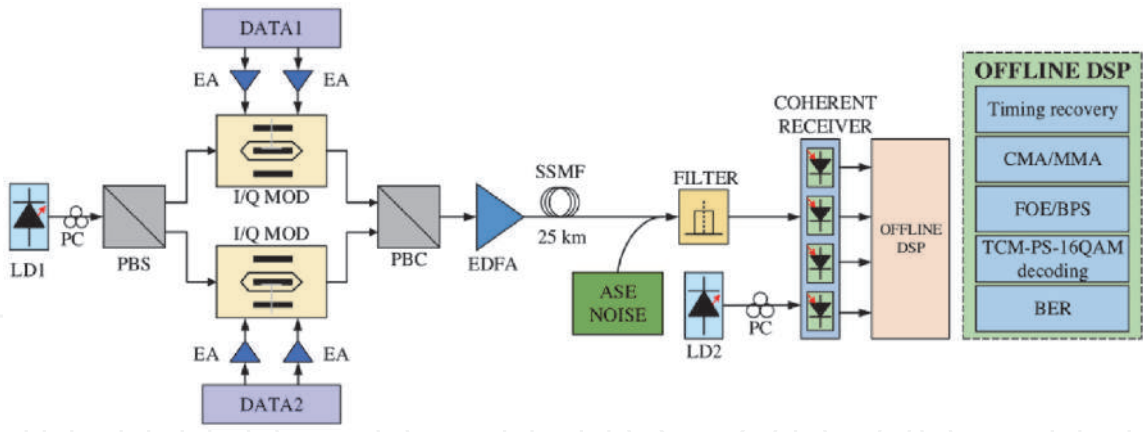 DATA1
EA
EA
I/Q MOD
I/Q MOD
LD1
PC
PBS
PBC
EDFA
SSMF
25 km
EA
EA
DATA2
ASE
NOISE
FILTER
LD2
PC
COHERENT
RECEIVER
OFFLINE
DSP
OFFLINE DSP
Timing recovery
CMA/MMA
FOE/BPS
TCM-PS-16QAM
decoding
BER